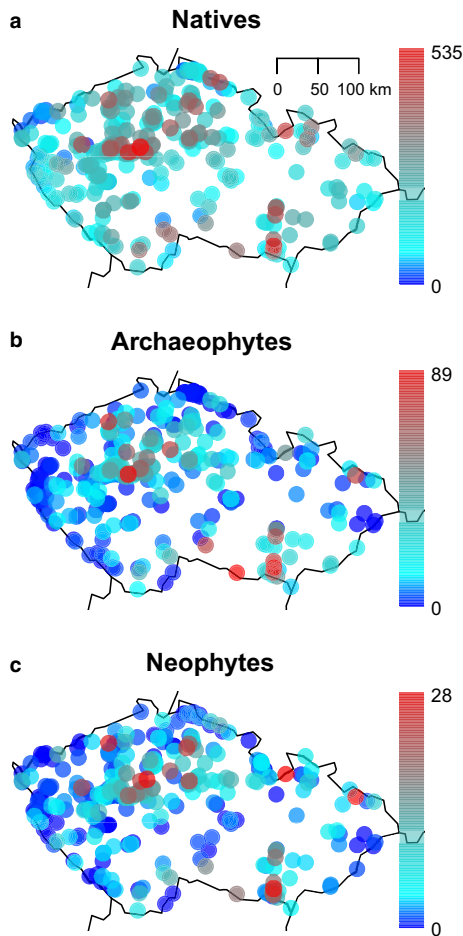 a
Natives
0 50 100 km
535
0
b
Archaeophytes
89
0
c
Neophytes
28
0